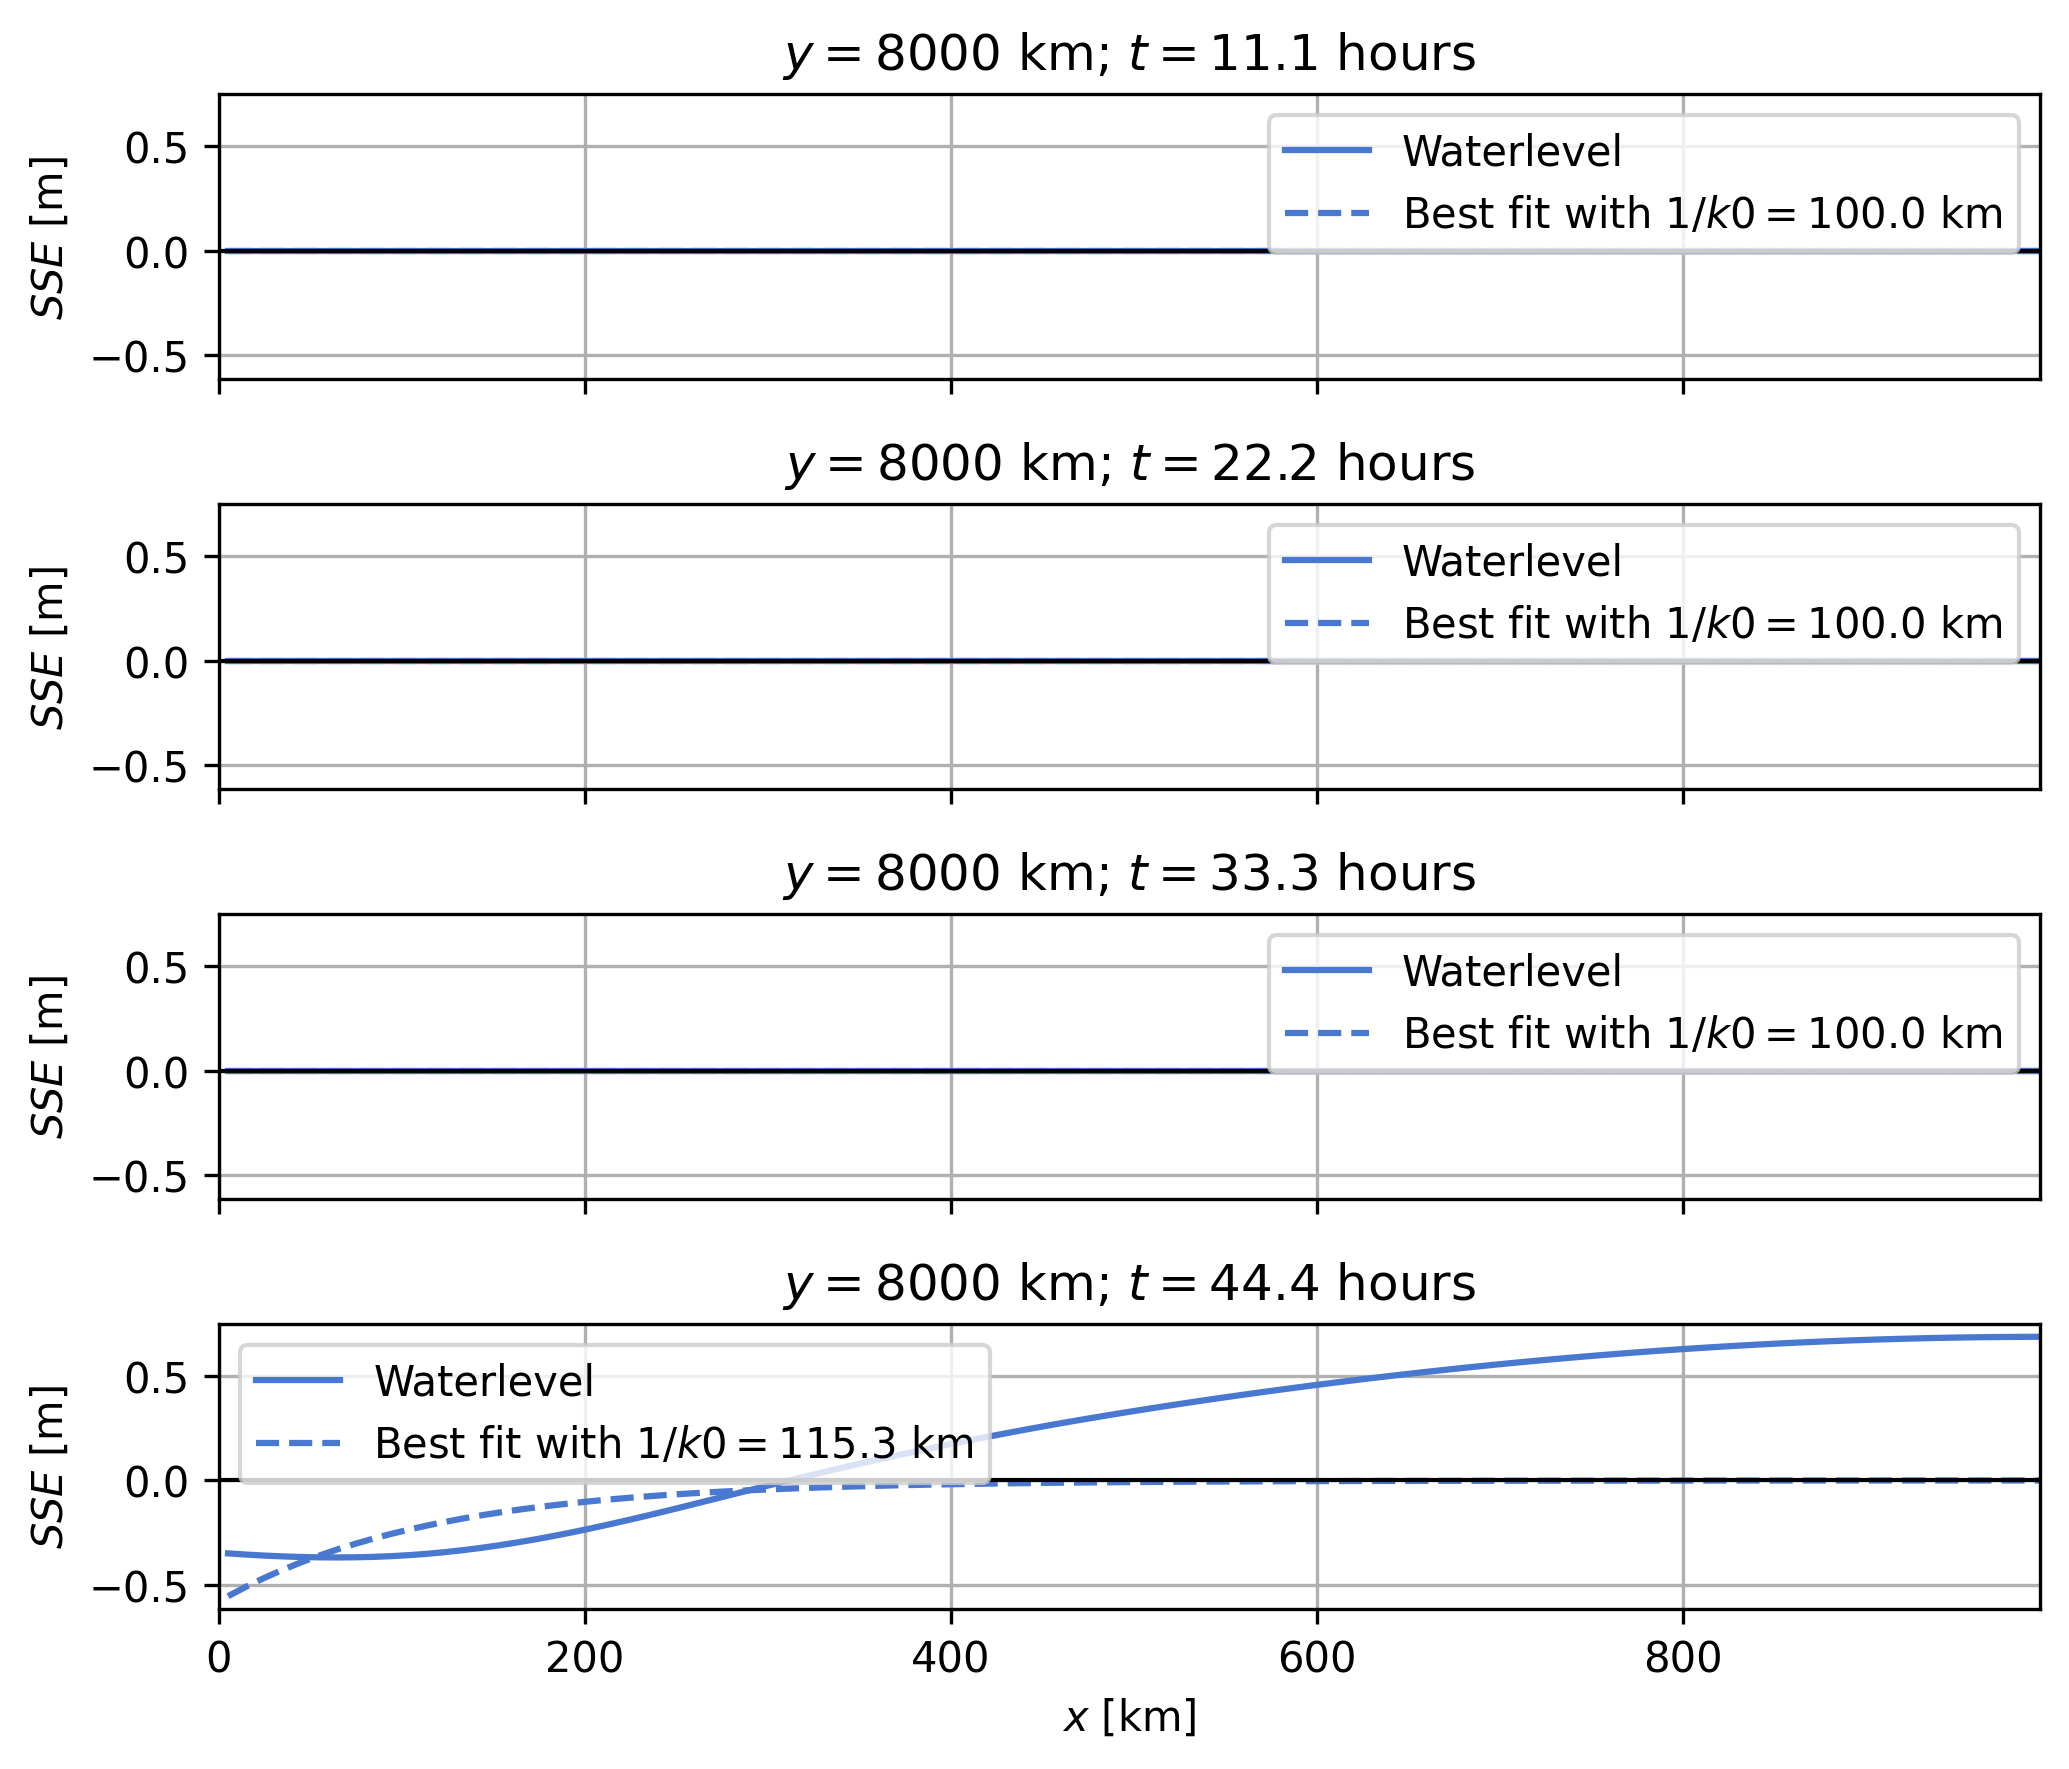 y = 8000 km; t = 11.1 hours
SSE [m]
0.5
0.0
−0.5
Waterlevel
Best fit with 1/k0 = 100.0 km
y = 8000 km; t = 22.2 hours
SSE [m]
0.5
0.0
−0.5
Waterlevel
Best fit with 1/k0 = 100.0 km
y = 8000 km; t = 33.3 hours
SSE [m]
0.5
0.0
−0.5
Waterlevel
Best fit with 1/k0 = 100.0 km
y = 8000 km; t = 44.4 hours
SSE [m]
0.5
0.0
−0.5
Waterlevel
Best fit with 1/k0 = 115.3 km
0 200 400 600 800
x [km]